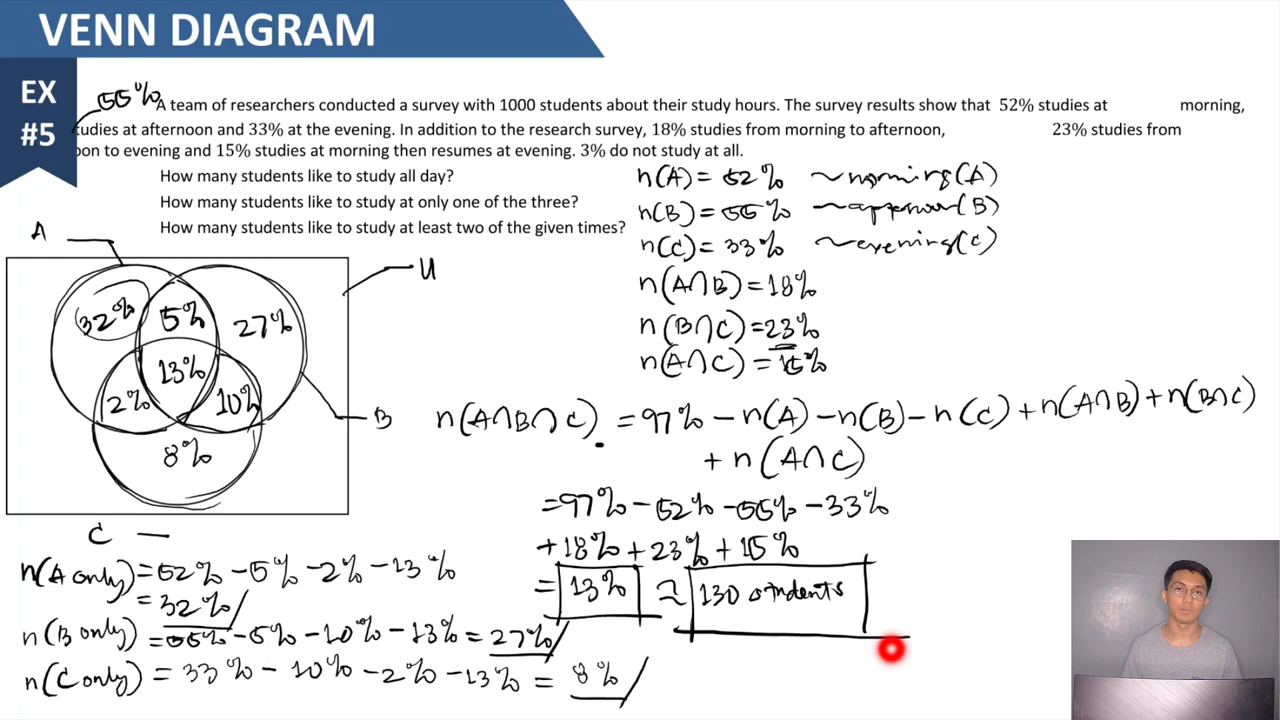 VENN DIAGRAM
EX
#5
55%
A team of researchers conducted a survey with 1000 students about their study hours. The survey results show that 52% studies at morning,
tudies at afternoon and 33% at the evening. In addition to the research survey, 18% studies from morning to afternoon, 23% studies from
oon to evening and 15% studies at morning then resumes at evening. 3% do not study at all.
How many students like to study all day?
How many students like to study at only one of the three?
How many students like to study at least two of the given times?
n(A) = 52% ~morning(A)
n(B) = 55% ~afternoon(B)
n(C) = 33% ~evening(C)
n(A∩B) = 18%
n(B∩C) = 23%
n(A∩C) = 15%
A
U
32% 5% 27%
13%
2% 10%
8%
B
C
n(A∩B∩C) = 97% - n(A) - n(B) - n(C) + n(A∩B) + n(B∩C)
+ n(A∩C)
= 97% - 52% - 55% - 33%
+ 18% + 23% + 15%
= 13% ≈ 130 students
n(A only) = 52% - 5% - 2% - 13%
= 32%
n(B only) = 55% - 5% - 10% - 13% = 27%
n(C only) = 33% - 10% - 2% - 13% = 8%